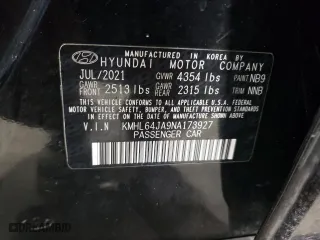 MANUFACTURED IN KOREA BY
HYUNDAI MOTOR COMPANY
JUL/2021 GVWR 4354 lbs PAINT NB9
GAWR FRONT 2513 lbs GAWR REAR 2315 lbs TRIM NNB
THIS VEHICLE CONFORMS TO ALL APPLICABLE U.S. FEDERAL
MOTOR VEHICLE SAFETY, BUMPER, AND THEFT PREVENTION
STANDARDS IN EFFECT ON THE DATE OF MANUFACTURE
SHOWN ABOVE.
V.I.N KMHL64JA9NA173927
PASSENGER CAR